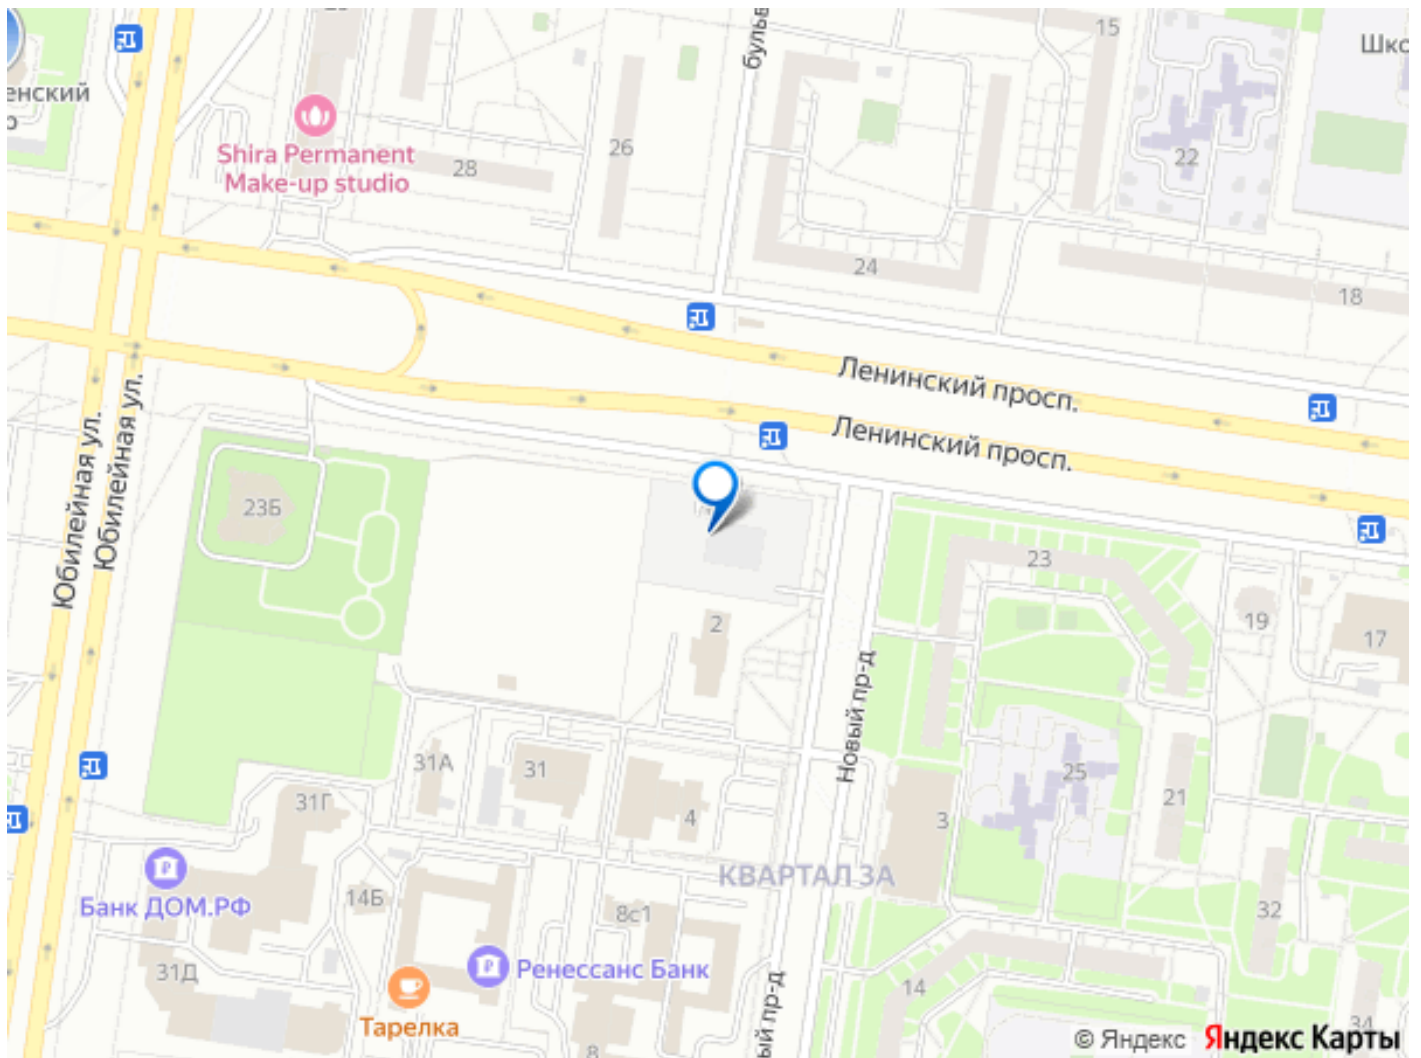 15
Шко
бульв
енский
Shira Permanent
Make-up studio
28
26
22
24
18
Ленинский просп.
Ленинский просп.
Юбилейная ул.
Юбилейная ул.
23Б
23
19
17
2
Новый пр-д
31А
31
25
21
31Г
4
3
КВАРТАЛ 3А
Банк ДОМ.РФ
14Б
8с1
32
31Д
Ренессанс Банк
14
Тарелка
8
ый пр-д
34
© Яндекс Яндекс Карты